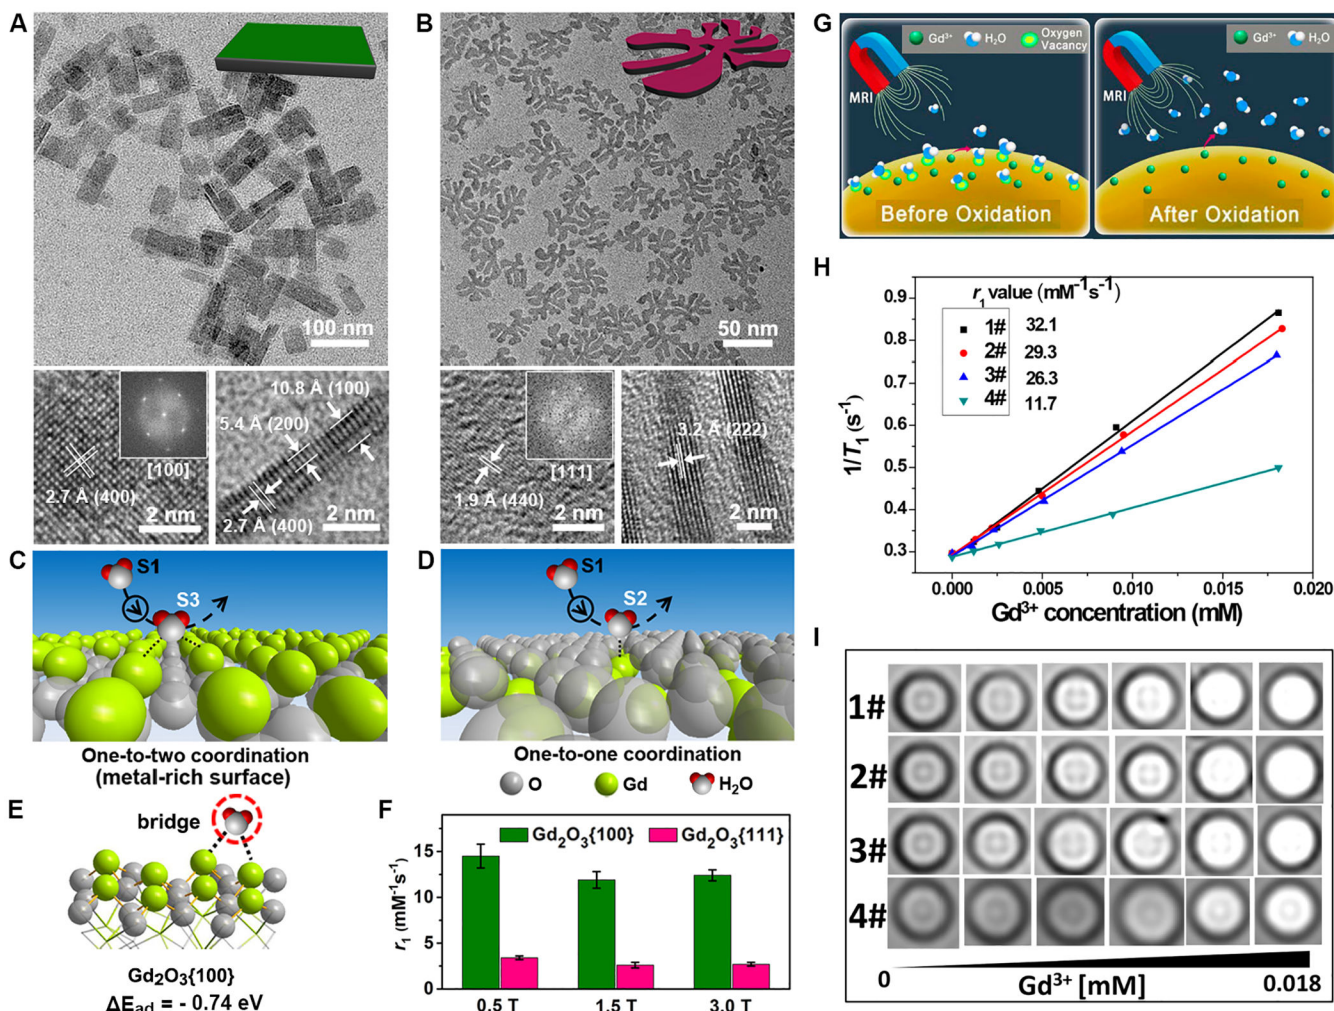 A
100 nm
10.8 Å (100)
5.4 Å (200)
[100]
2.7 Å (400)
2 nm
2.7 Å (400)
2 nm
B
50 nm
3.2 Å (222)
[111]
1.9 Å (440)
2 nm
2 nm
C
S1
S3
One-to-two coordination
(metal-rich surface)
D
S1
S2
One-to-one coordination
O
Gd
H₂O
E
bridge
Gd₂O₃{100}
ΔE_ad = - 0.74 eV
F
Gd₂O₃{100}
Gd₂O₃{111}
r₁ (mM⁻¹s⁻¹)
15
10
5
0
0.5 T
1.5 T
3.0 T
G
Gd³⁺
H₂O
Oxygen
Vacancy
MRI
Before Oxidation
Gd³⁺
H₂O
MRI
After Oxidation
H
r₁ value (mM⁻¹s⁻¹)
1# 32.1
2# 29.3
3# 26.3
4# 11.7
1/T₁ (s⁻¹)
0.9
0.8
0.7
0.6
0.5
0.4
0.3
0.000 0.005 0.010 0.015 0.020
Gd³⁺ concentration (mM)
I
1#
2#
3#
4#
0
Gd³⁺ [mM]
0.018